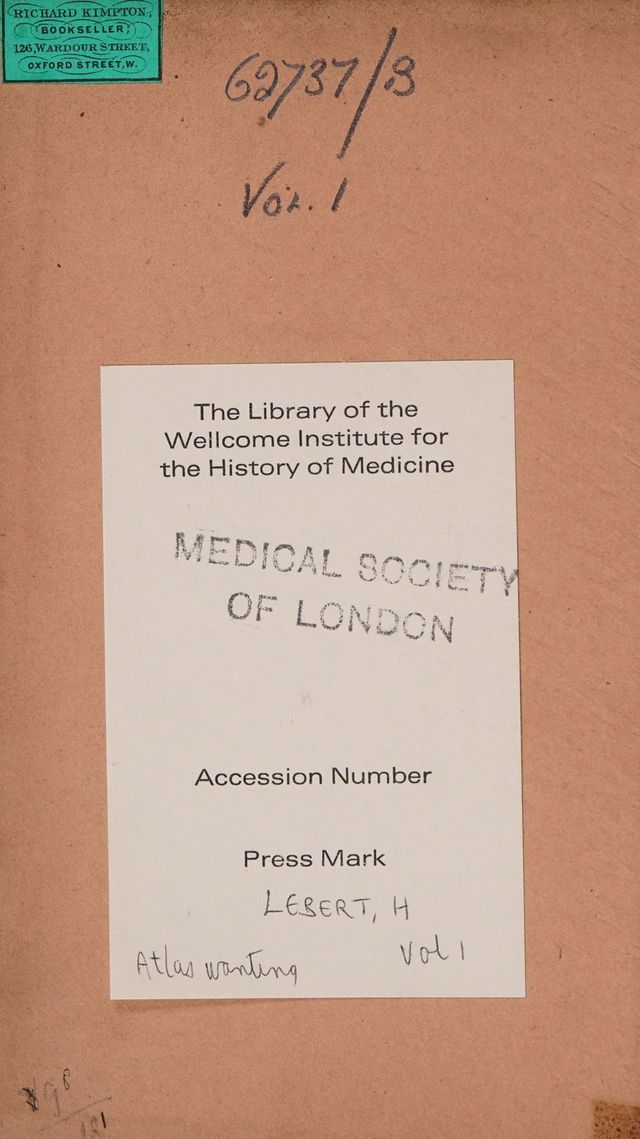 RICHARD KIMPTON,
BOOKSELLER,
126,WARDOUR STREET,
OXFORD STREET,W.
62737/B
VOL. 1
The Library of the
Wellcome Institute for
the History of Medicine
MEDICAL SOCIETY
OF LONDON
Accession Number
Press Mark
LEBERT, H
Vol 1
Atlas wanting